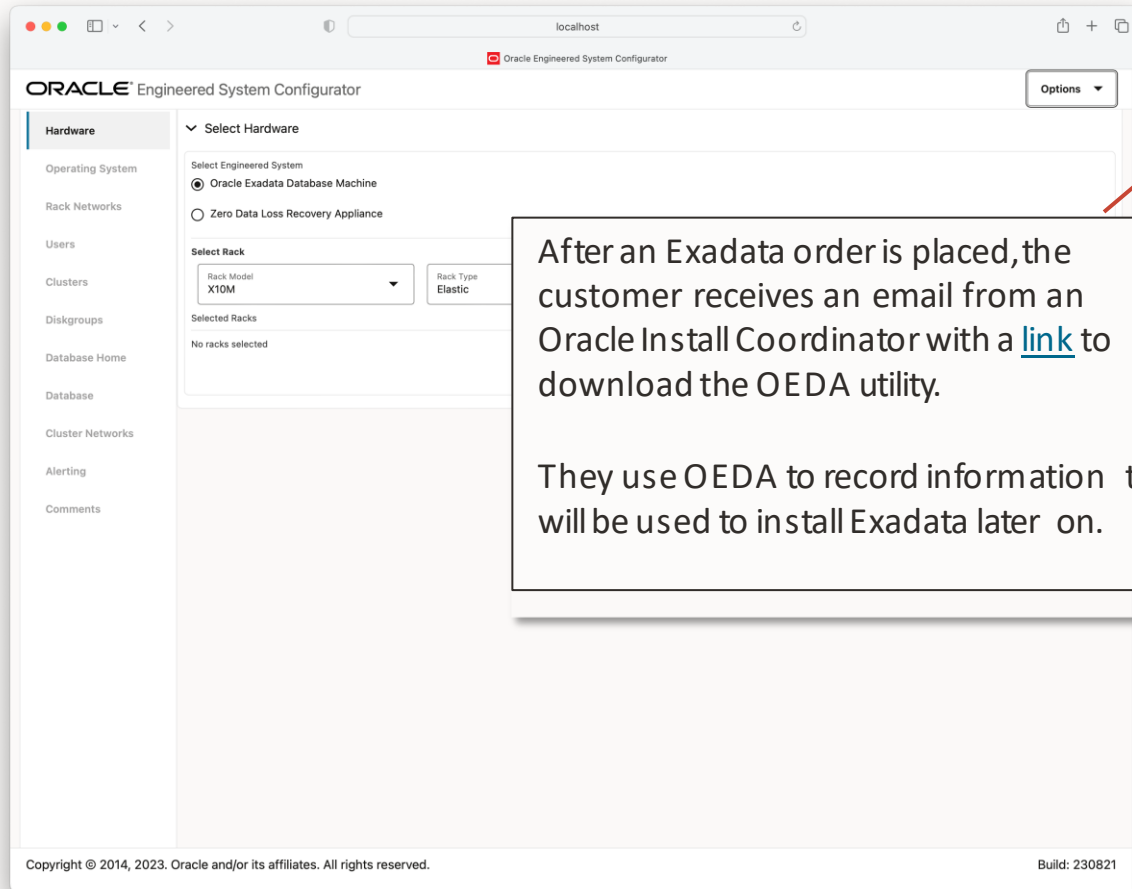 localhost
Oracle Engineered System Configurator
ORACLE Engineered System Configurator
Options
Hardware
Operating System
Rack Networks
Users
Clusters
Diskgroups
Database Home
Database
Cluster Networks
Alerting
Comments
Select Hardware
Select Engineered System
Oracle Exadata Database Machine
Zero Data Loss Recovery Appliance
Select Rack
Rack Model
X10M
Rack Type
Elastic
Selected Racks
No racks selected
After an Exadata order is placed, the
customer receives an email from an
Oracle Install Coordinator with a link to
download the OEDA utility.
They use OEDA to record information
will be used to install Exadata later on.
Copyright © 2014, 2023. Oracle and/or its affiliates. All rights reserved.
Build: 230821